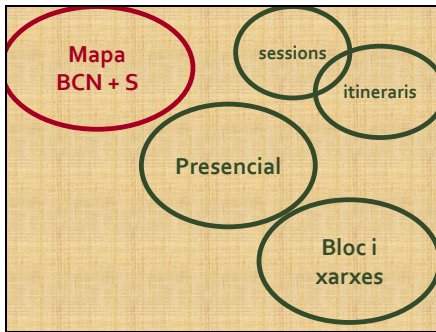 Mapa
BCN + S
sessions
itineraris
Presencial
Bloc i
xarxes